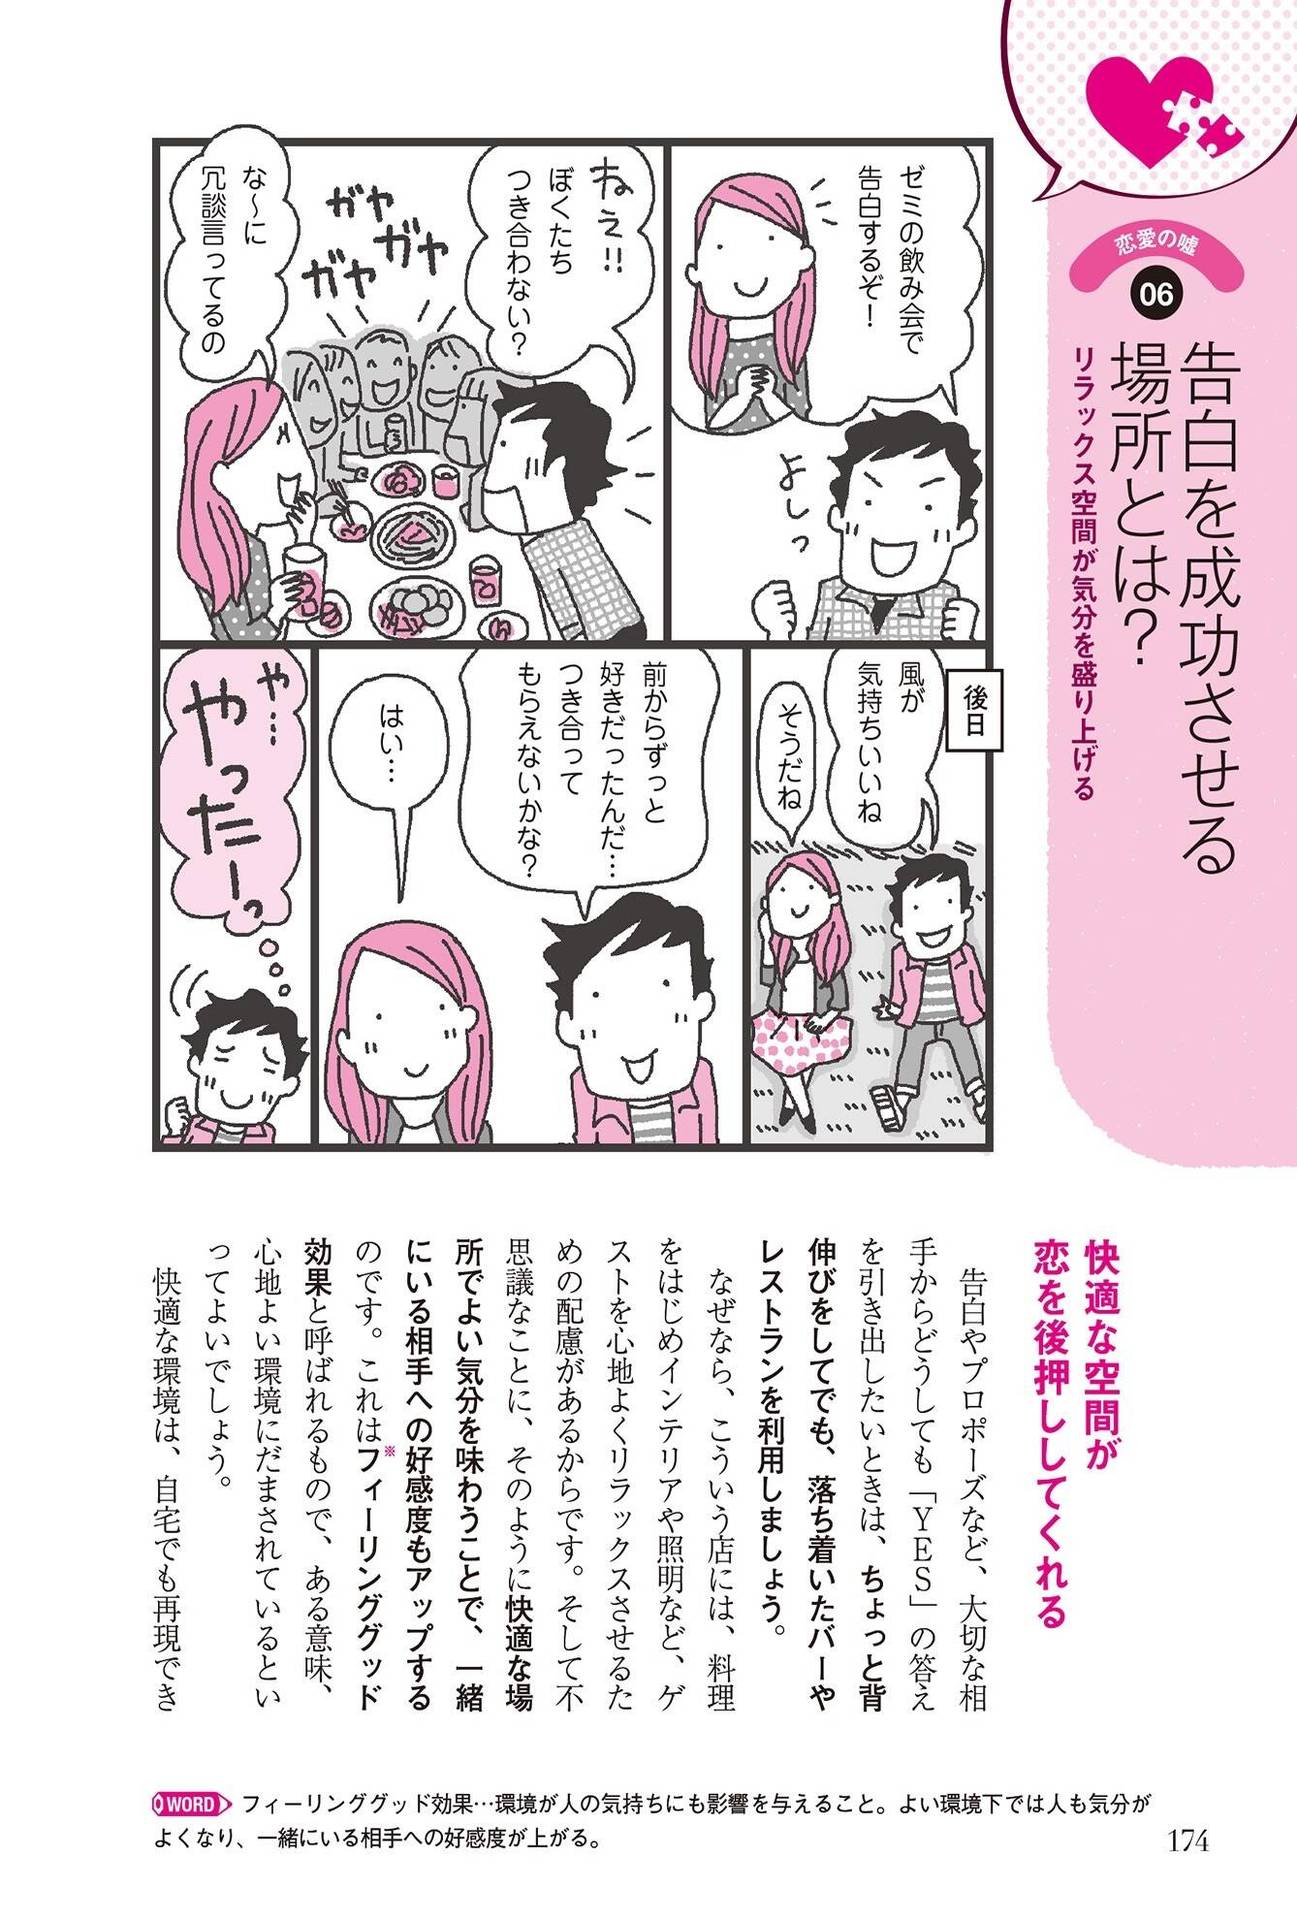 恋愛の嘘
06
告白を成功させる
場所とは？
リラックス空間が気分を盛り上げる
ゼミの飲み会で
告白するぞ！
よしっ
ねぇ!!
ぼくたち
つき合わない？
ガヤ
ガヤ
ガヤ
な〜に
冗談言ってるの
後日
風が
気持ちいいね
そうだね
前からずっと
好きだったんだ…
つき合って
もらえないかな？
はい…
や…
やったーっ
快適な空間が
恋を後押ししてくれる
告白やプロポーズなど、大切な相
手からどうしても「YES」の答え
を引き出したいときは、ちょっと背
伸びをしてでも、落ち着いたバーや
レストランを利用しましょう。
なぜなら、こういう店には、料理
をはじめインテリアや照明など、ゲ
ストを心地よくリラックスさせるた
めの配慮があるからです。そして不
思議なことに、そのように快適な場
所でよい気分を味わうことで、一緒
にいる相手への好感度もアップする
のです。これは※フィーリンググッド
効果と呼ばれるもので、ある意味、
心地よい環境にだまされているとい
ってよいでしょう。
快適な環境は、自宅でも再現でき
WORD フィーリンググッド効果…環境が人の気持ちにも影響を与えること。よい環境下では人も気分が
よくなり、一緒にいる相手への好感度が上がる。
174